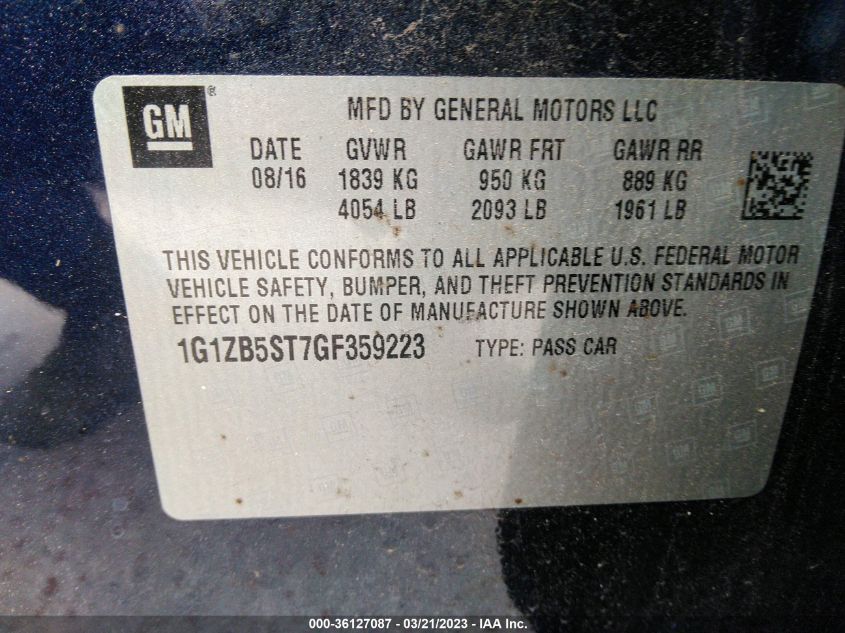 GM®
MFD BY GENERAL MOTORS LLC
DATE GVWR GAWR FRT GAWR RR
08/16 1839 KG 950 KG 889 KG
4054 LB 2093 LB 1961 LB
THIS VEHICLE CONFORMS TO ALL APPLICABLE U.S. FEDERAL MOTOR
VEHICLE SAFETY, BUMPER, AND THEFT PREVENTION STANDARDS IN
EFFECT ON THE DATE OF MANUFACTURE SHOWN ABOVE.
1G1ZB5ST7GF359223 TYPE: PASS CAR
000-36127087 - 03/21/2023 - IAA Inc.